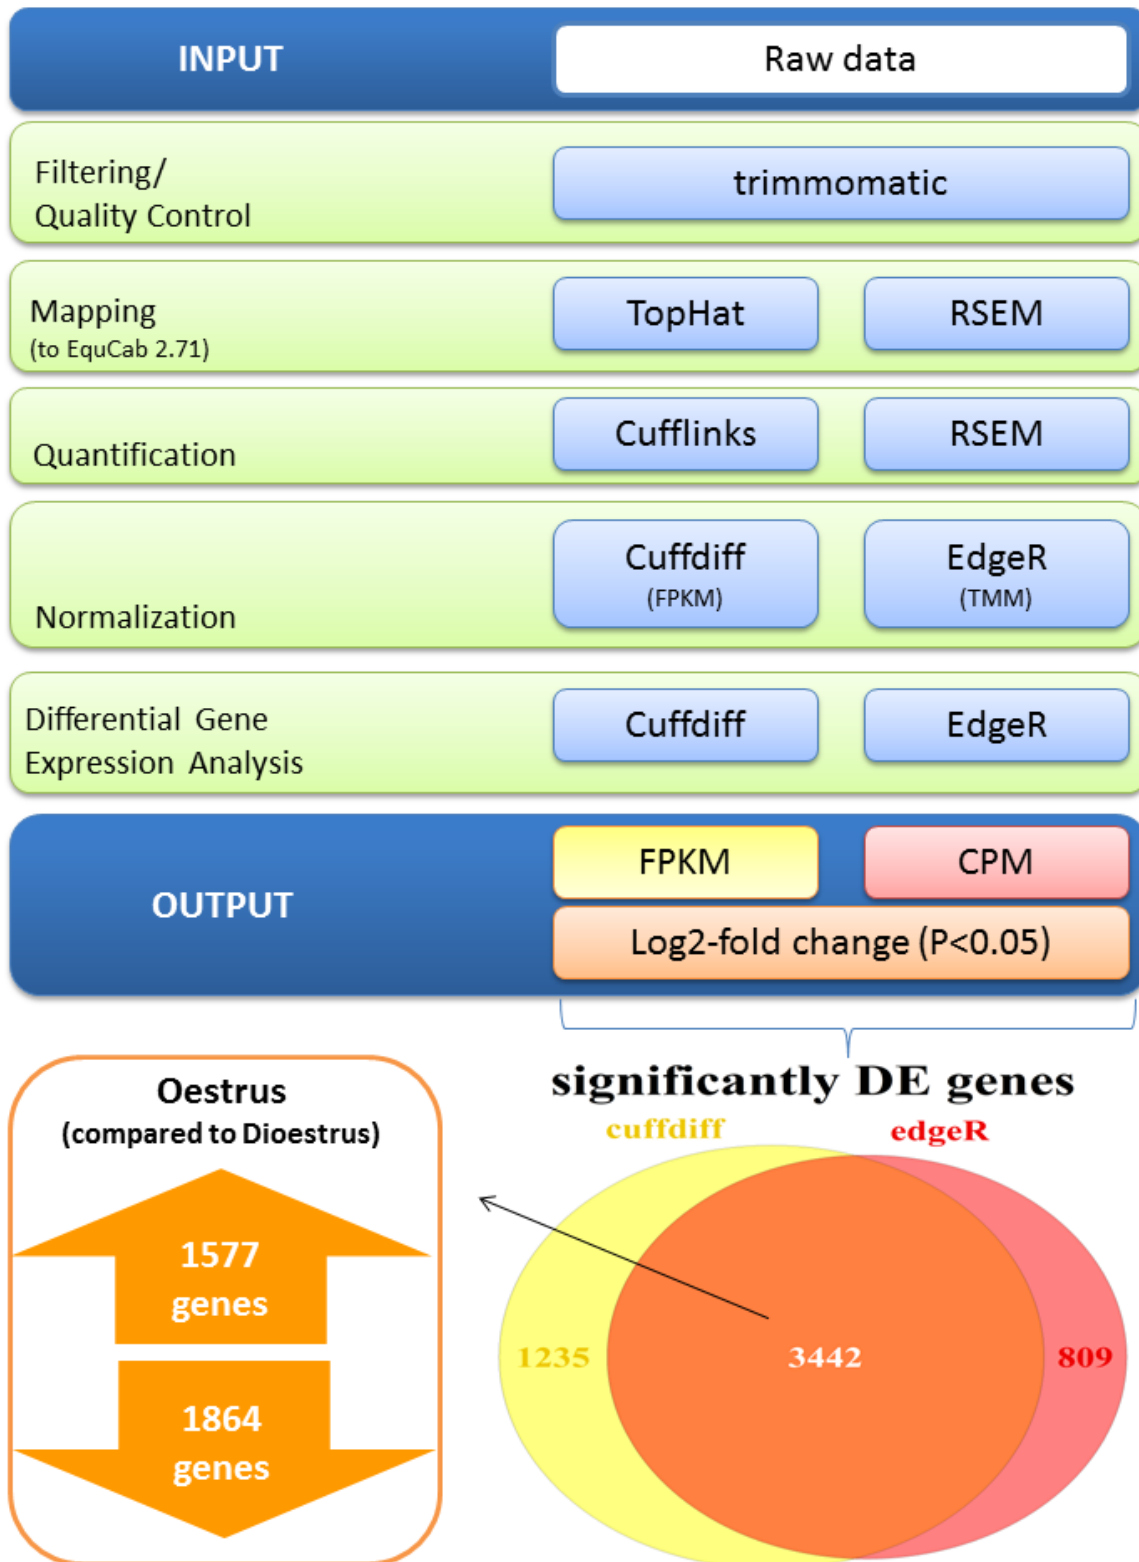 INPUT
Raw data
Filtering/
Quality Control
trimmomatic
Mapping
(to EquCab 2.71)
TopHat
RSEM
Quantification
Cufflinks
RSEM
Normalization
Cuffdiff
(FPKM)
EdgeR
(TMM)
Differential Gene
Expression Analysis
Cuffdiff
EdgeR
OUTPUT
FPKM
CPM
Log2-fold change (P<0.05)
Oestrus
(compared to Dioestrus)
1577
genes
1864
genes
significantly DE genes
cuffdiff
edgeR
1235
3442
809